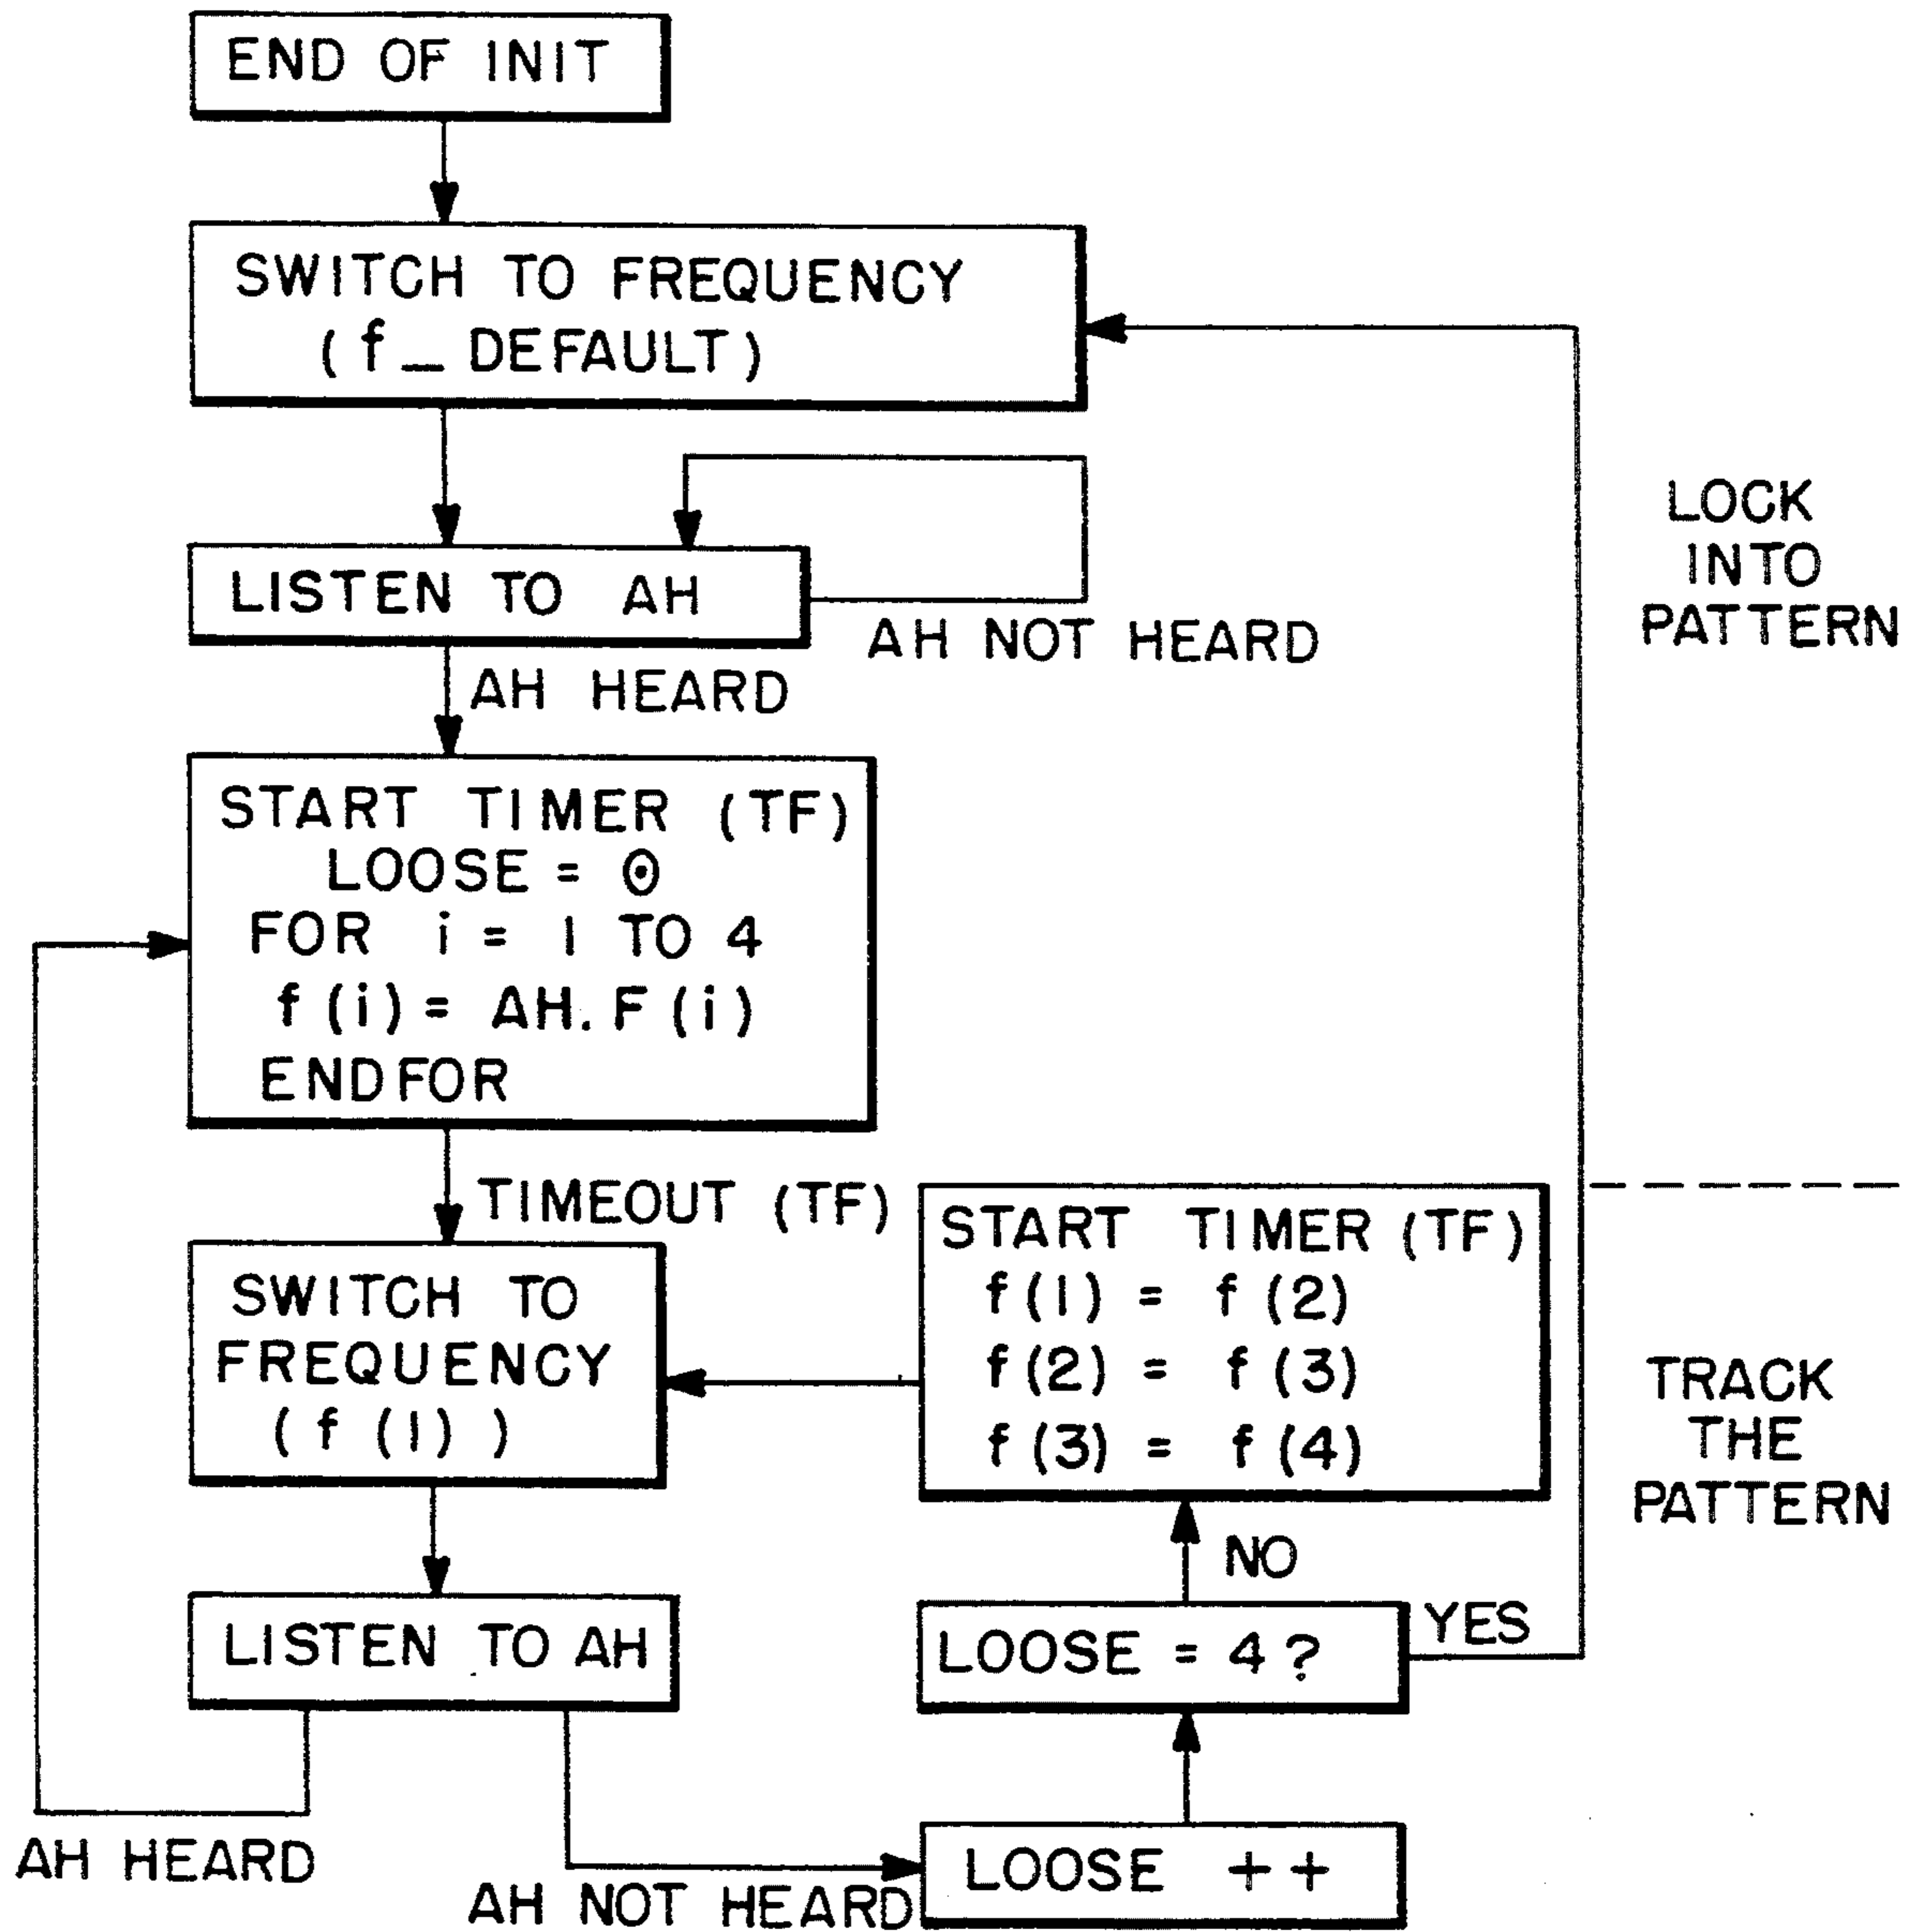 END OF INIT
SWITCH TO FREQUENCY
(f_DEFAULT)
LISTEN TO AH
AH NOT HEARD
AH HEARD
LOCK
INTO
PATTERN
START TIMER (TF)
LOOSE = 0
FOR i = 1 TO 4
f(i) = AH.F(i)
ENDFOR
TIMEOUT (TF)
SWITCH TO
FREQUENCY
(f(1))
START TIMER (TF)
f(1) = f(2)
f(2) = f(3)
f(3) = f(4)
TRACK
THE
PATTERN
NO
LISTEN TO AH
LOOSE = 4?
YES
AH HEARD
AH NOT HEARD
LOOSE ++